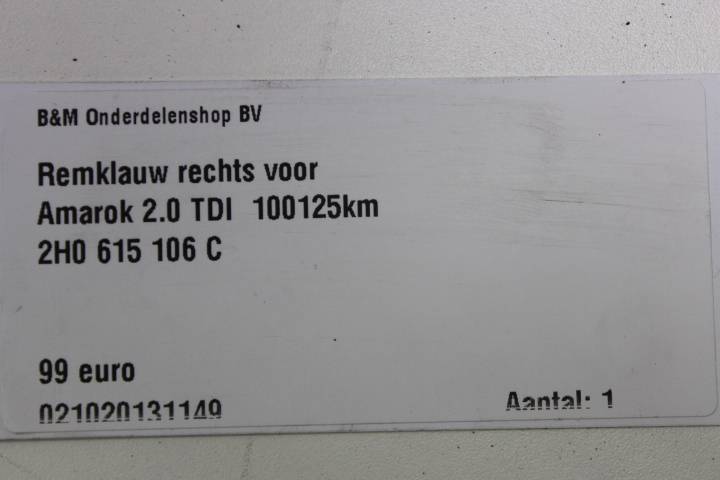 B&M Onderdelenshop BV
Remklauw rechts voor
Amarok 2.0 TDI 100125km
2H0 615 106 C
99 euro
021020131149 Aantal: 1